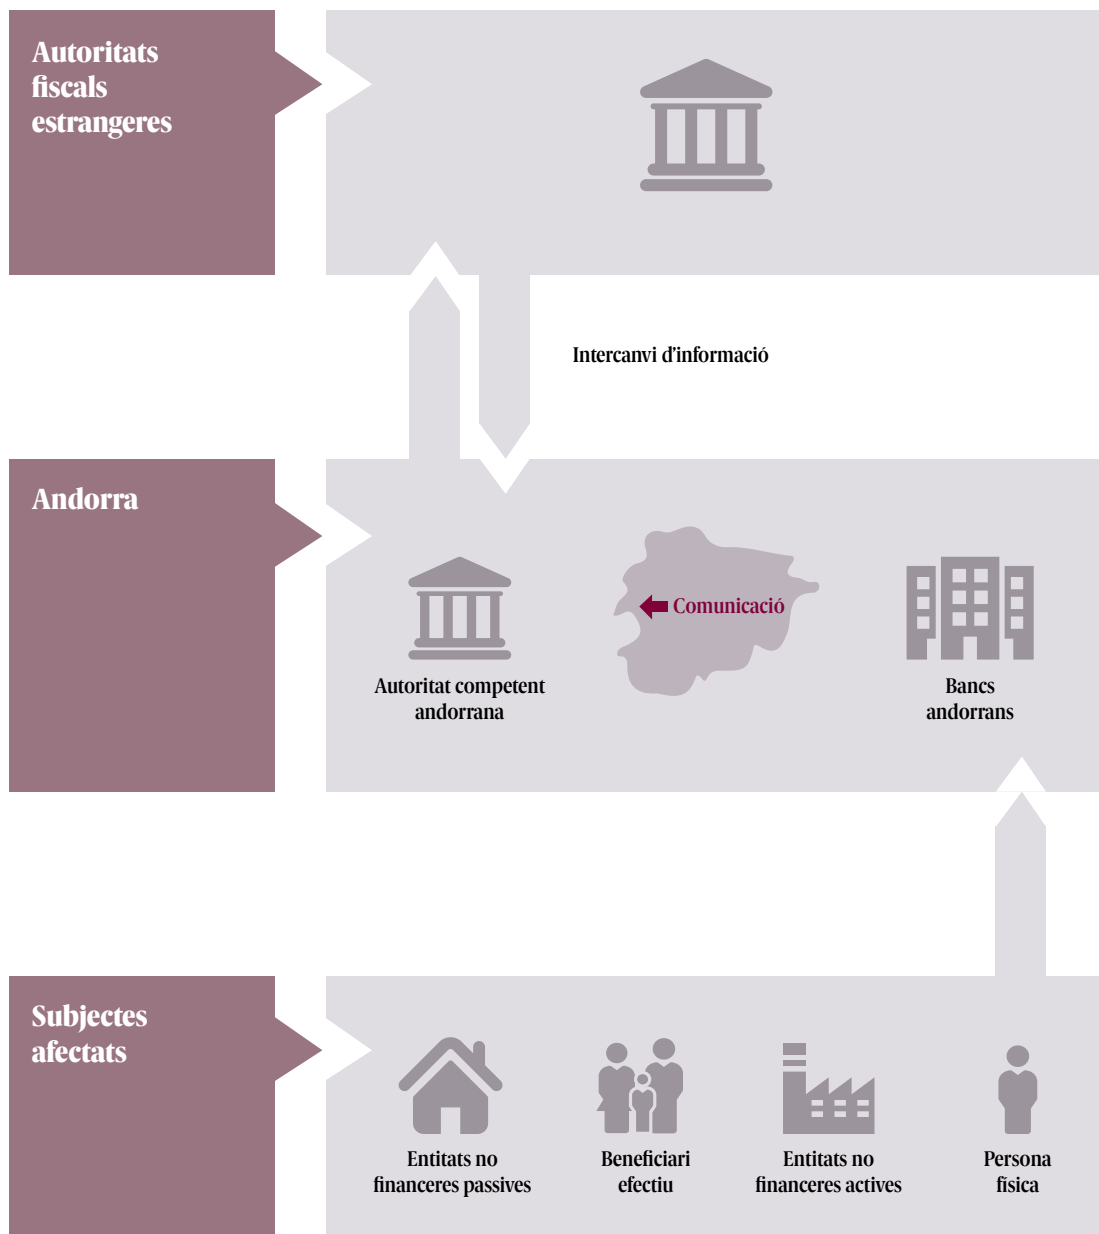 Autoritats
fiscals
estrangeres
Intercanvi d'informació
Andorra
Comunicació
Autoritat competent
andorrana
Bancs
andorrans
Subjectes
afectats
Entitats no
financeres passives
Beneficiari
efectiu
Entitats no
financeres actives
Persona
física